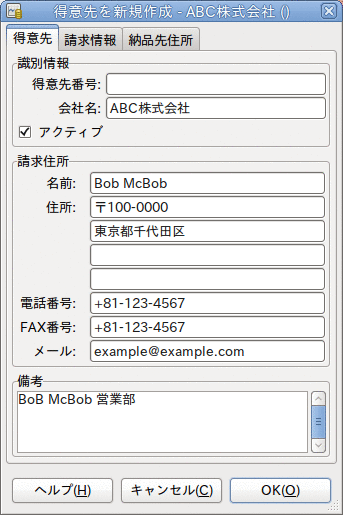 得意先を新規作成 - ABC株式会社 ()
得意先 請求情報 納品先住所
識別情報
得意先番号:
会社名: ABC株式会社
アクティブ
請求住所
名前: Bob McBob
住所: 〒100-0000
東京都千代田区
電話番号: +81-123-4567
FAX番号: +81-123-4567
メール: example@example.com
備考
BoB McBob 営業部
ヘルプ(H) キャンセル(C) OK(O)